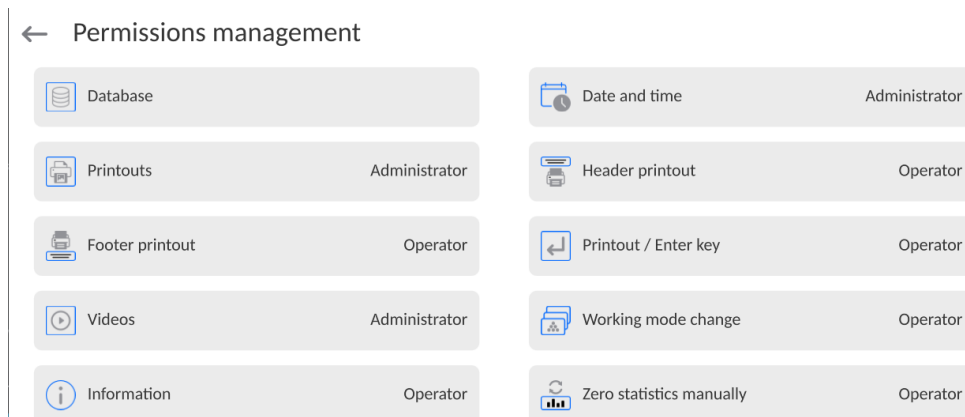 Permissions management
Database
Date and time Administrator
Printouts Administrator
Header printout Operator
Footer printout Operator
Printout / Enter key Operator
Videos Administrator
Working mode change Operator
Information Operator
Zero statistics manually Operator